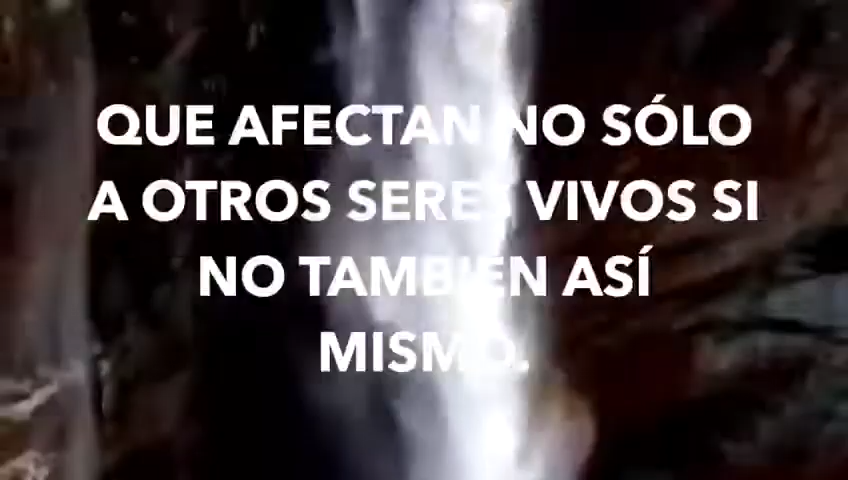 QUE AFECTAN NO SÓLO
A OTROS SERES VIVOS SI
NO TAMBIEN ASÍ
MISMO.